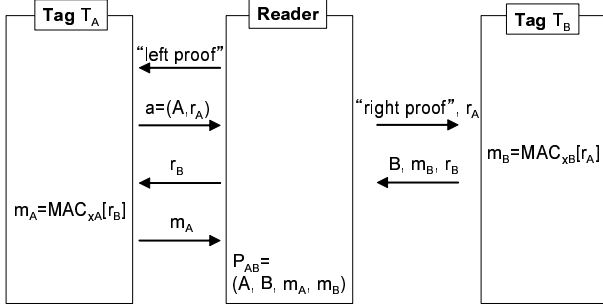 Tag T_A
Reader
Tag T_B
“left proof”
a=(A,r_A)
“right proof”, r_A
m_B=MAC_xB[r_A]
r_B
B, m_B, r_B
m_A=MAC_xA[r_B]
m_A
P_AB=
(A, B, m_A, m_B)